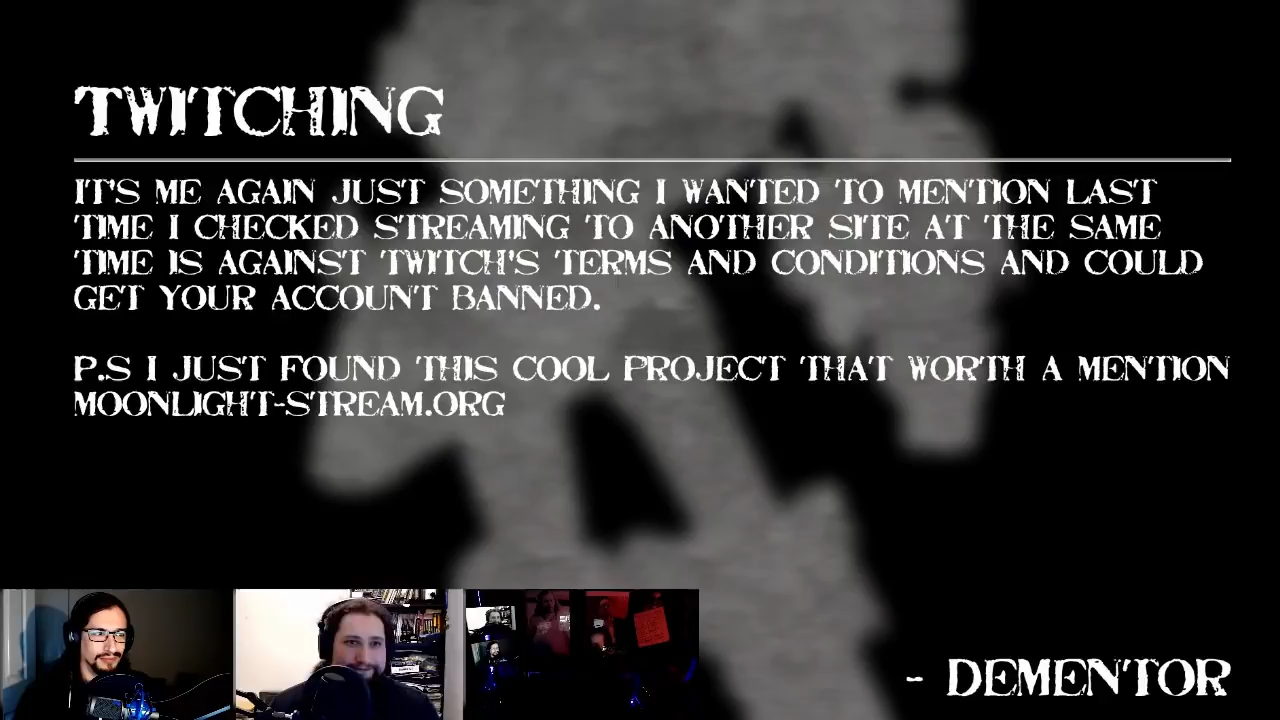 TWITCHING
IT'S ME AGAIN JUST SOMETHING I WANTED TO MENTION LAST
TIME I CHECKED STREAMING TO ANOTHER SITE AT THE SAME
TIME IS AGAINST TWITCH'S TERMS AND CONDITIONS AND COULD
GET YOUR ACCOUNT BANNED.
P.S I JUST FOUND THIS COOL PROJECT THAT WORTH A MENTION
MOONLIGHT-STREAM.ORG
- DEMENTOR